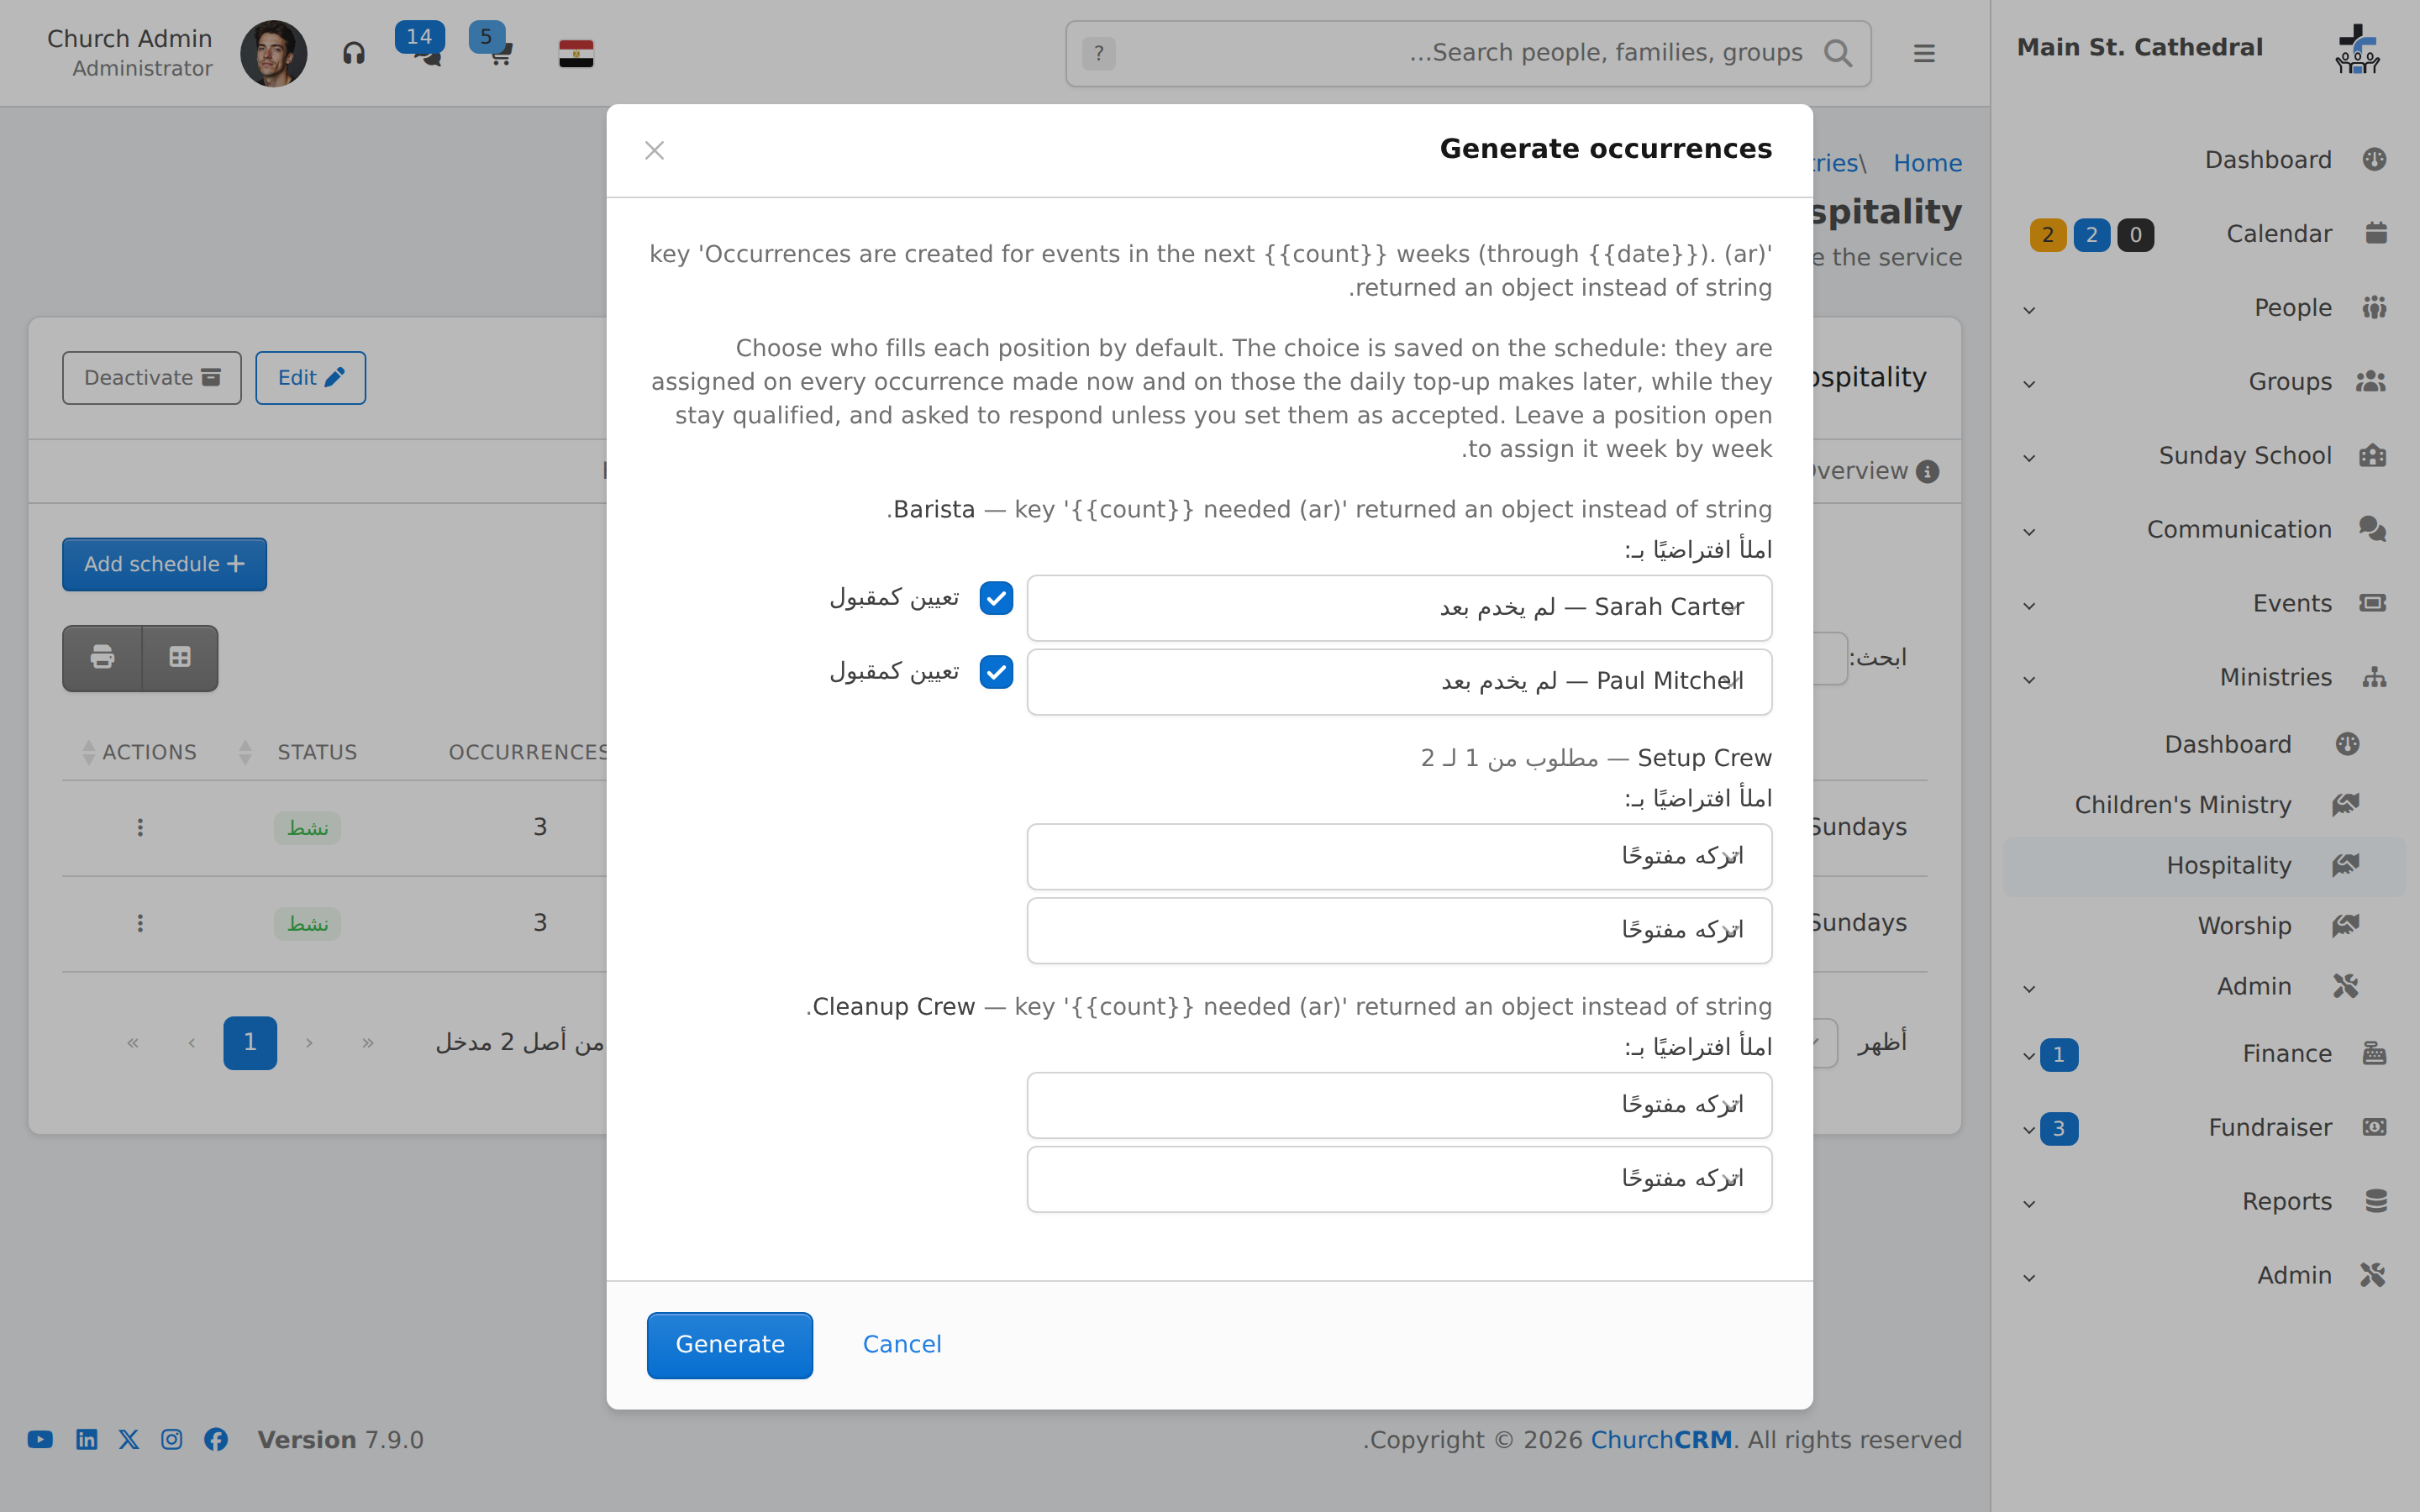 Church Admin
Administrator
14
5
Search people, families, groups...
?
Main St. Cathedral
Dashboard
Calendar
0
2
2
People
Groups
Sunday School
Communication
Events
Ministries
Dashboard
Children's Ministry
Hospitality
Worship
Admin
Finance
1
Fundraiser
3
Reports
Admin
Home
\
the service
Overview
Deactivate
Edit
Add schedule
ابحث:
ACTIONS
STATUS
OCCURRENCES
Sundays
3
نشط
Sundays
3
نشط
أظهر
من أصل 2 مدخل
«
‹
1
›
»
Generate occurrences
key 'Occurrences are created for events in the next {{count}} weeks (through {{date}}). (ar)'
returned an object instead of string.
Choose who fills each position by default. The choice is saved on the schedule: they are
assigned on every occurrence made now and on those the daily top-up makes later, while they
stay qualified, and asked to respond unless you set them as accepted. Leave a position open
to assign it week by week.
Barista — key '{{count}} needed (ar)' returned an object instead of string.
املأ افتراضيًا بـ:
Sarah Carter — لم يخدم بعد
تعيين كمقبول
Paul Mitchell — لم يخدم بعد
تعيين كمقبول
Setup Crew — مطلوب من 1 لـ 2
املأ افتراضيًا بـ:
اتركه مفتوحًا
اتركه مفتوحًا
Cleanup Crew — key '{{count}} needed (ar)' returned an object instead of string.
املأ افتراضيًا بـ:
اتركه مفتوحًا
اتركه مفتوحًا
Generate
Cancel
Version 7.9.0
Copyright © 2026 ChurchCRM. All rights reserved.